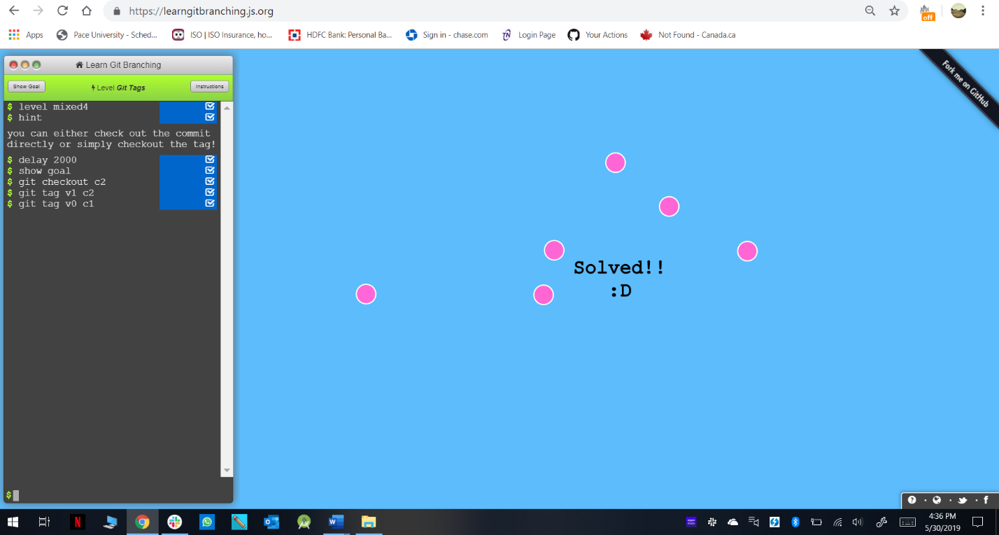 https://learngitbranching.js.org
off
Apps
Pace University - Sched...
ISO | ISO Insurance, ho...
HDFC Bank: Personal Ba...
Sign in - chase.com
Login Page
Your Actions
Not Found - Canada.ca
Learn Git Branching
Show Goal
Level Git Tags
Instructions
$ level mixed4
$ hint
you can either check out the commit
directly or simply checkout the tag!
$ delay 2000
$ show goal
$ git checkout c2
$ git tag v1 c2
$ git tag v0 c1
$
Fork me on GitHub
Solved!!
:D
4:36 PM
5/30/2019